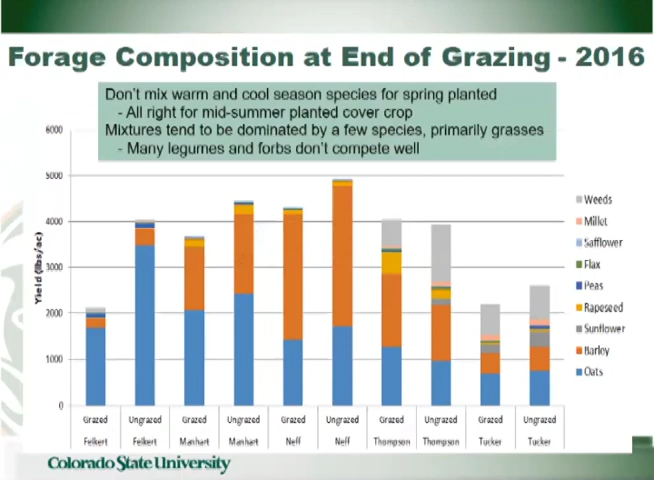 Forage Composition at End of Grazing - 2016
Don't mix warm and cool season species for spring planted
- All right for mid-summer planted cover crop
Mixtures tend to be dominated by a few species, primarily grasses
- Many legumes and forbs don't compete well
6000
5000
4000
3000
2000
1000
0
Yield (lbs/ac)
Weeds
Millet
Safflower
Flax
Peas
Rapeseed
Sunflower
Barley
Oats
Grazed Ungrazed Grazed Ungrazed Grazed Ungrazed Grazed Ungrazed Grazed Ungrazed
Felkert Felkert Manhart Manhart Neff Neff Thompson Thompson Tucker Tucker
Colorado State University